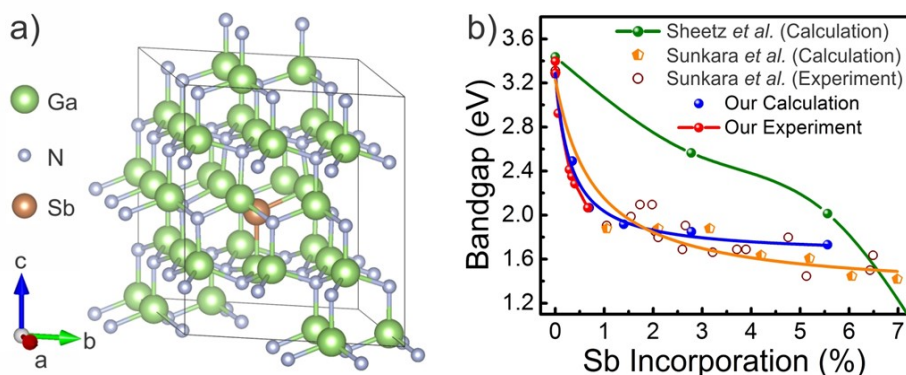 a)
Ga
N
Sb
c
b
a
b)
Sheetz et al. (Calculation)
Sunkara et al. (Calculation)
Sunkara et al. (Experiment)
Our Calculation
Our Experiment
Bandgap (eV)
3.6
3.2
2.8
2.4
2.0
1.6
1.2
0 1 2 3 4 5 6 7
Sb Incorporation (%)